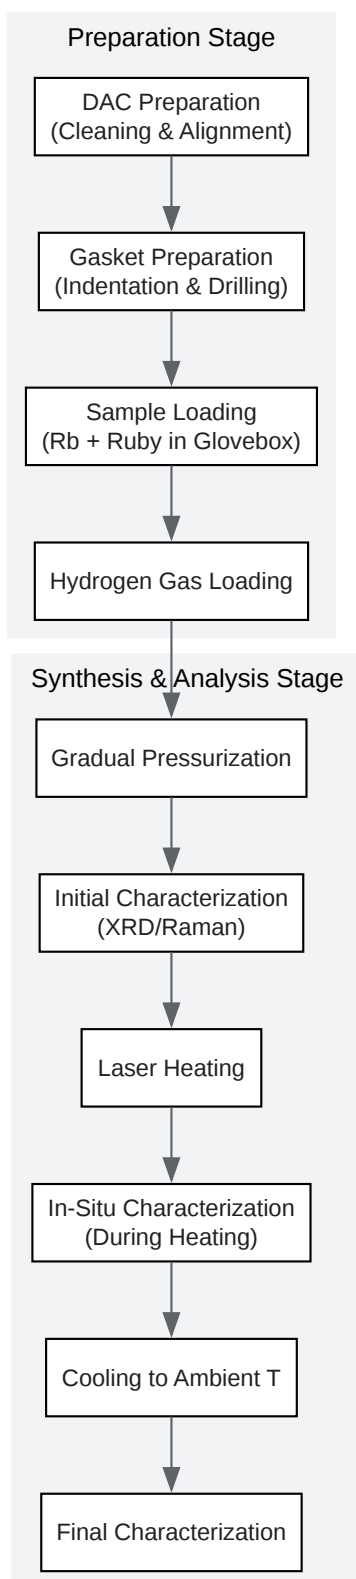 Preparation Stage
DAC Preparation
(Cleaning & Alignment)
Gasket Preparation
(Indentation & Drilling)
Sample Loading
(Rb + Ruby in Glovebox)
Hydrogen Gas Loading
Synthesis & Analysis Stage
Gradual Pressurization
Initial Characterization
(XRD/Raman)
Laser Heating
In-Situ Characterization
(During Heating)
Cooling to Ambient T
Final Characterization